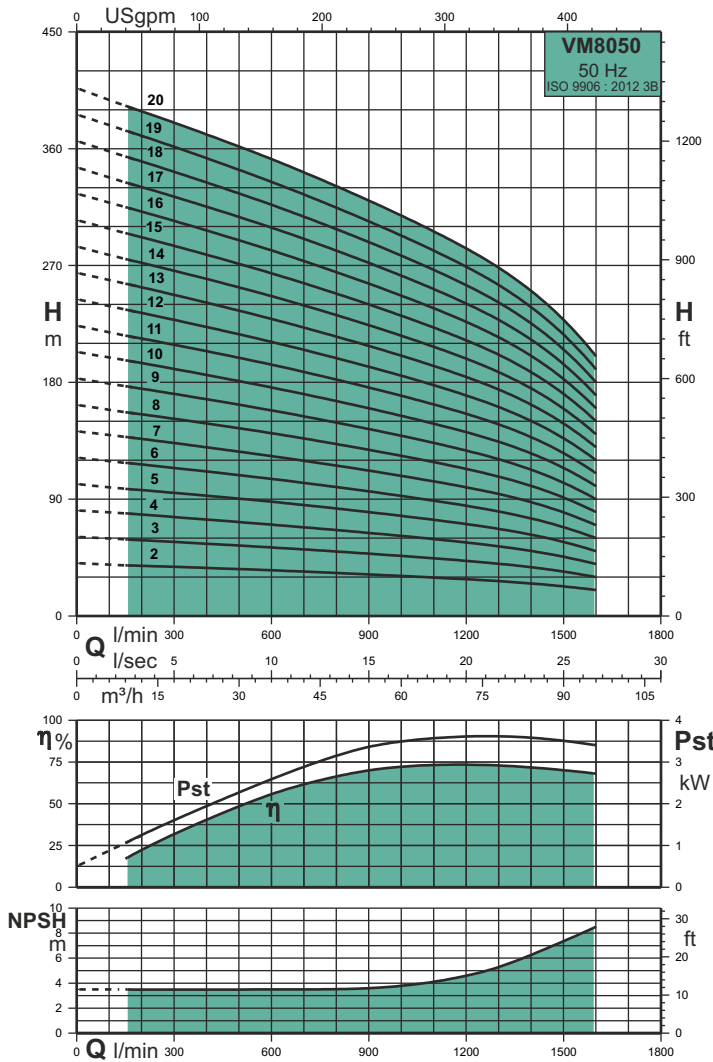 USgpm
0 80 160 240 320 400
VM8050
50 Hz
ISO 9906 : 2012 3B
450
360
270
180
90
0
H
m
20
19
18
17
16
15
14
13
12
11
10
9
8
7
6
5
4
3
2
1200
900
600
300
0
H
ft
0 300 600 900 1200 1500 1800
Q l/min
0 5 10 15 20 25 30
l/sec
0 15 30 45 60 75 90 105
m³/h
100
75
50
25
0
η%
Pst
η
4
3
2
1
0
Pst
kW
10
8
6
4
2
0
NPSH
m
30
20
10
0
ft
0 300 600 900 1200 1500 1800
Q l/min